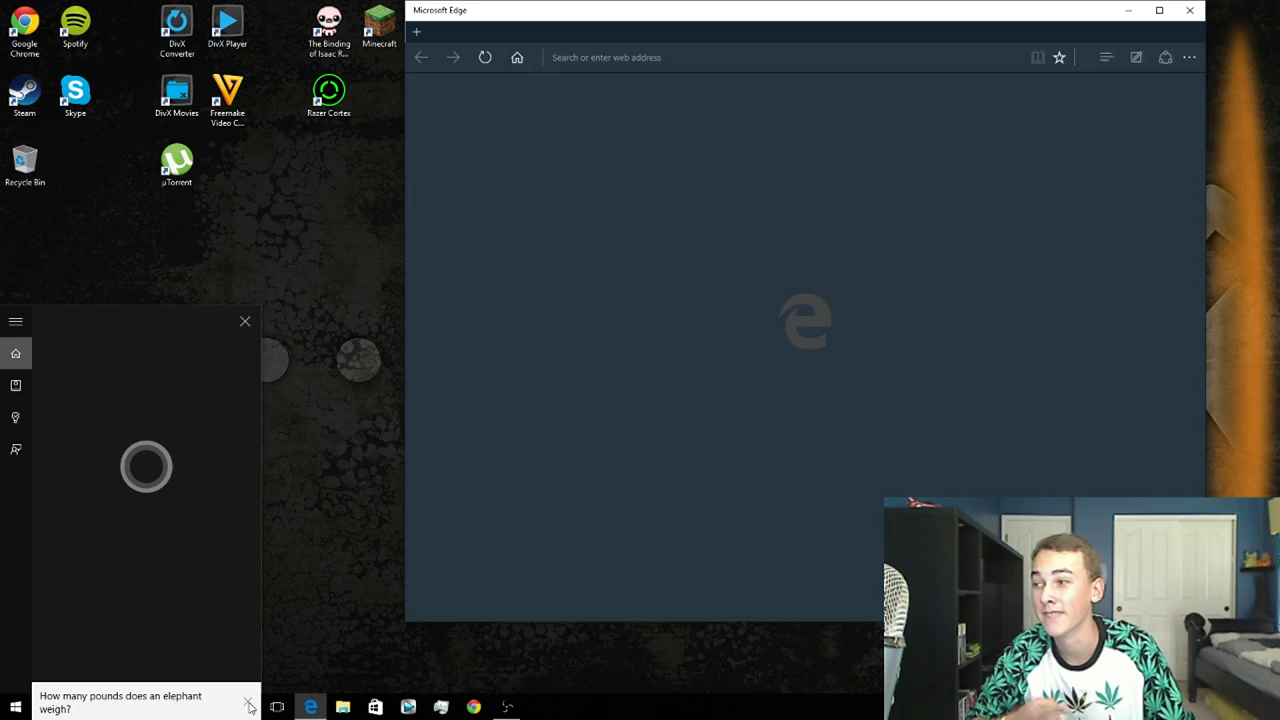 Microsoft Edge
Search or enter web address
Google
Chrome
Spotify
DivX
Converter
DivX Player
The Binding
of Isaac R...
Minecraft
Steam
Skype
DivX Movies
Freemake
Video C...
Razer Cortex
Recycle Bin
µTorrent
How many pounds does an elephant
weigh?